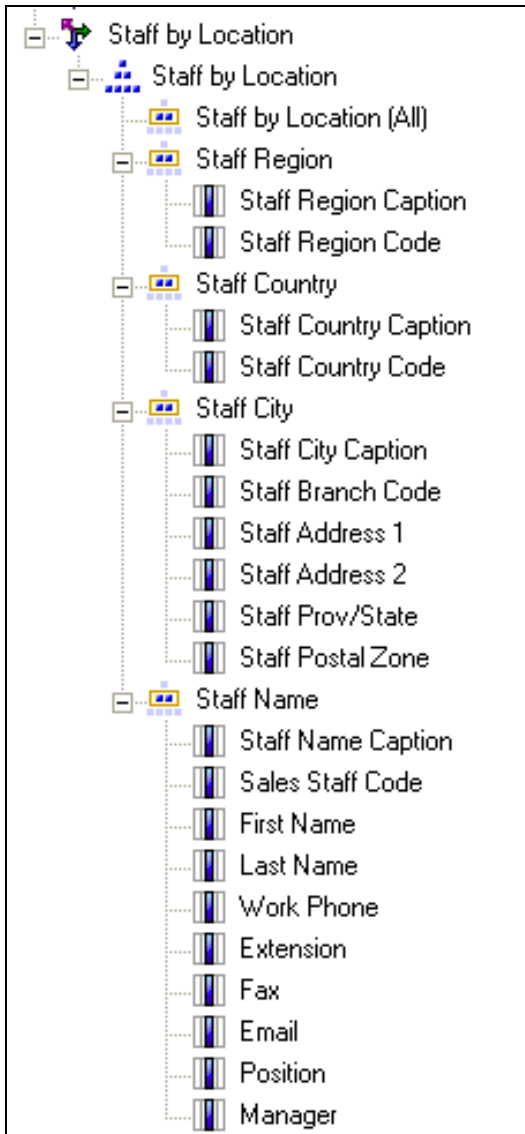 Staff by Location
Staff by Location
Staff by Location (All)
Staff Region
Staff Region Caption
Staff Region Code
Staff Country
Staff Country Caption
Staff Country Code
Staff City
Staff City Caption
Staff Branch Code
Staff Address 1
Staff Address 2
Staff Prov/State
Staff Postal Zone
Staff Name
Staff Name Caption
Sales Staff Code
First Name
Last Name
Work Phone
Extension
Fax
Email
Position
Manager